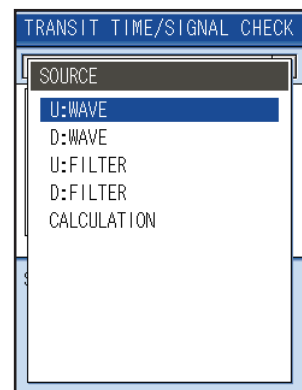 TRANSIT TIME/SIGNAL CHECK
SOURCE
U:WAVE
D:WAVE
U:FILTER
D:FILTER
CALCULATION